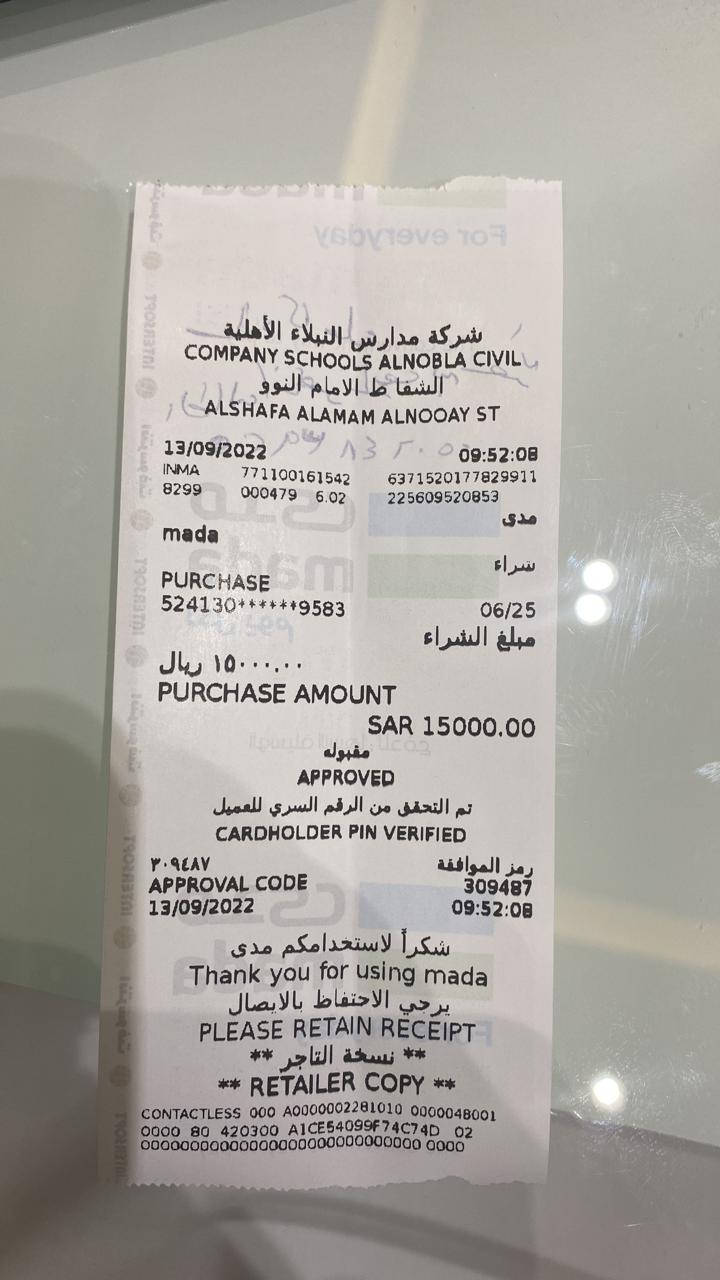 For everyday
شركة مدارس النبلاء الأهلية
COMPANY SCHOOLS ALNOBLA CIVIL
الشفا ط الامام النوو
ALSHAFA ALAMAM ALNOOAY ST
13/09/2022 09:52:08
INMA 771100161542 6371520177829911
8299 000479 6.02 225609520853
مدى
mada
شراء
PURCHASE
524130******9583 06/25
مبلغ الشراء
١٥٠٠٠.٠٠ ريال
PURCHASE AMOUNT
SAR 15000.00
مقبوله
APPROVED
تم التحقق من الرقم السري للعميل
CARDHOLDER PIN VERIFIED
٣٠٩٤٨٧ رمز الموافقة
APPROVAL CODE 309487
13/09/2022 09:52:08
شكراً لاستخدامكم مدى
Thank you for using mada
يرجي الاحتفاظ بالايصال
PLEASE RETAIN RECEIPT
** نسخة التاجر **
** RETAILER COPY **
CONTACTLESS 000 A0000002281010 0000048001
0000 80 420300 A1CE54099F74C74D 02
00000000000000000000000000000 0000